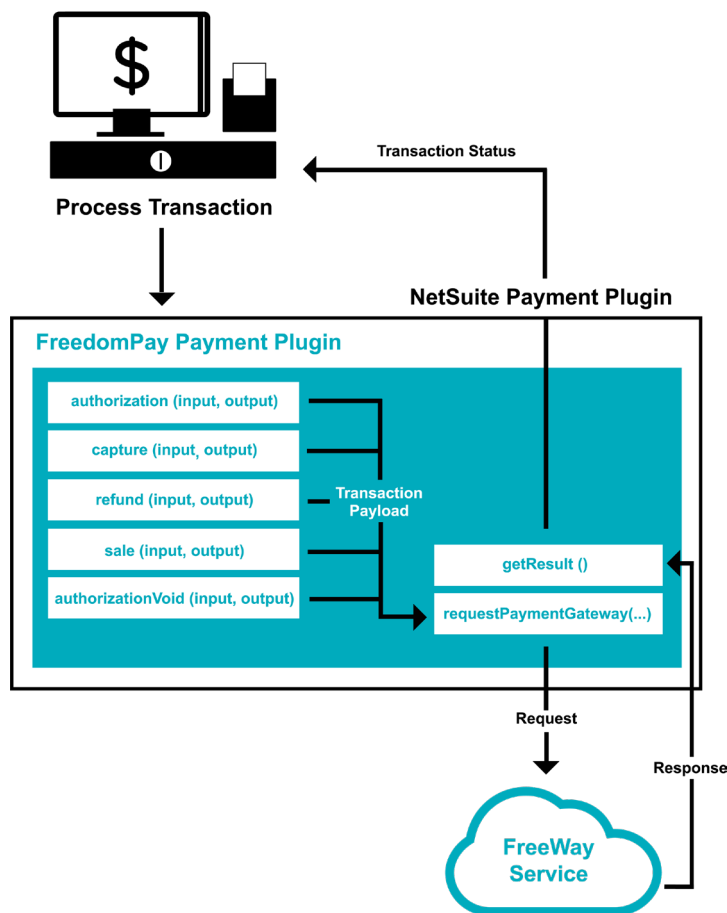 $
Transaction Status
Process Transaction
NetSuite Payment Plugin
FreedomPay Payment Plugin
authorization (input, output)
capture (input, output)
refund (input, output)
Transaction
Payload
sale (input, output)
getResult ()
authorizationVoid (input, output)
requestPaymentGateway(...)
Request
Response
FreeWay
Service